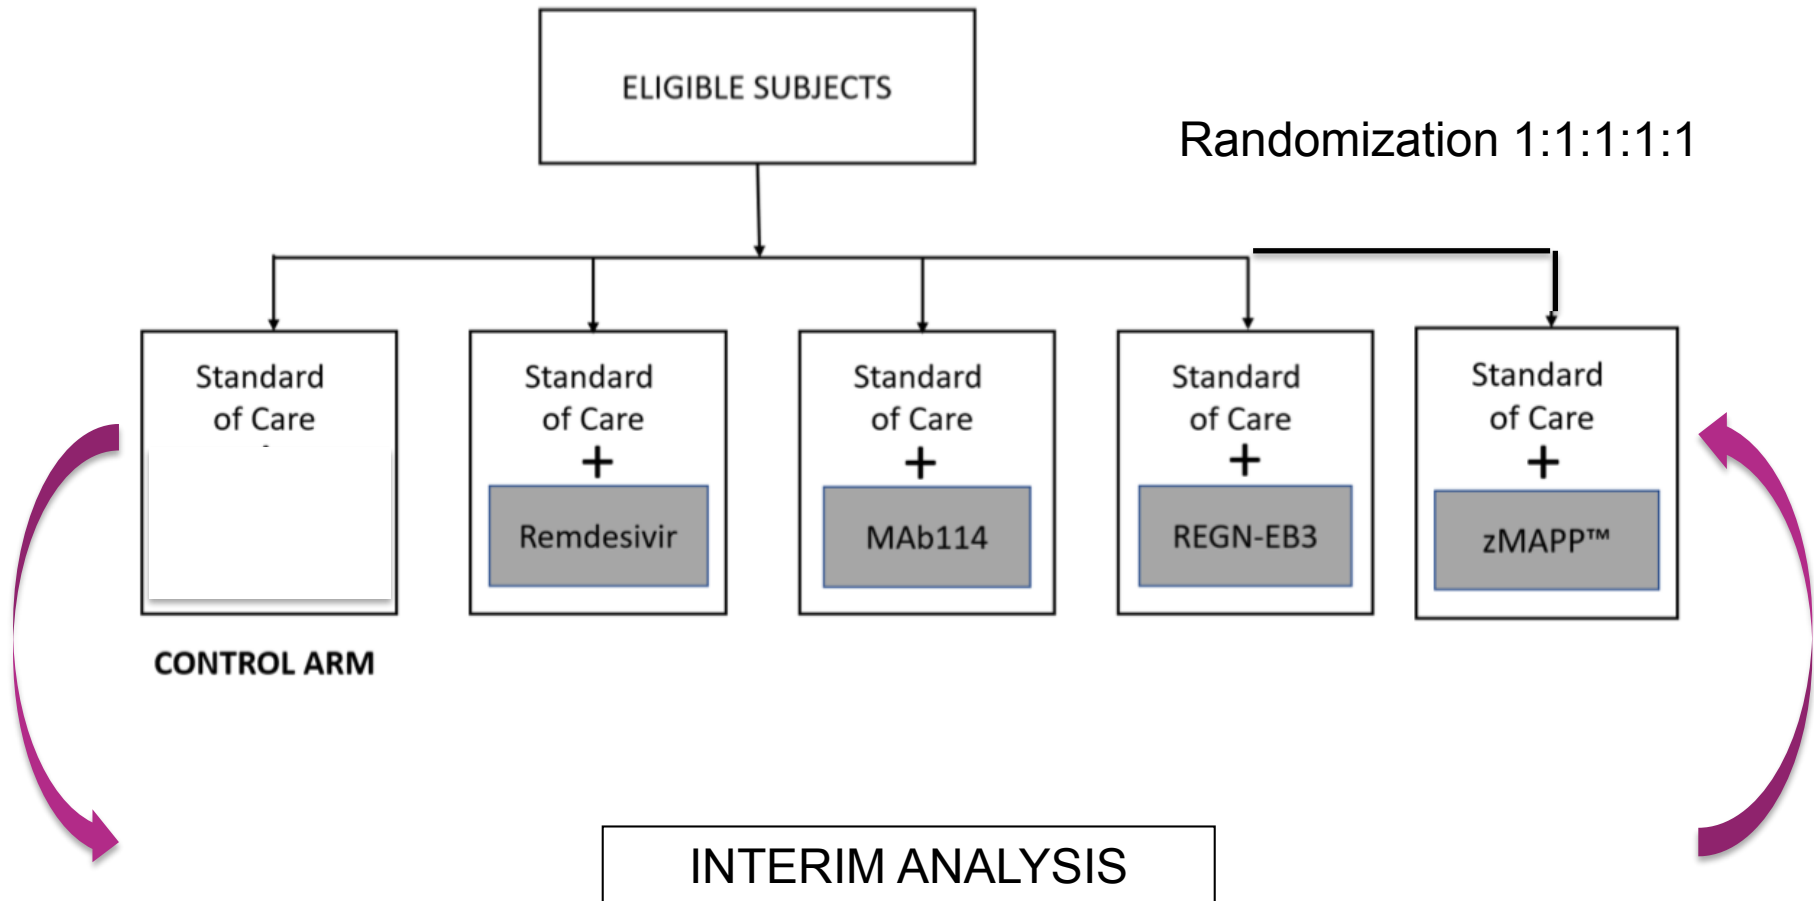 ELIGIBLE SUBJECTS
Randomization 1:1:1:1:1
Standard
of Care
Standard
of Care
+
Remdesivir
Standard
of Care
+
MAb114
Standard
of Care
+
REGN-EB3
Standard
of Care
+
zMAPP™
CONTROL ARM
INTERIM ANALYSIS